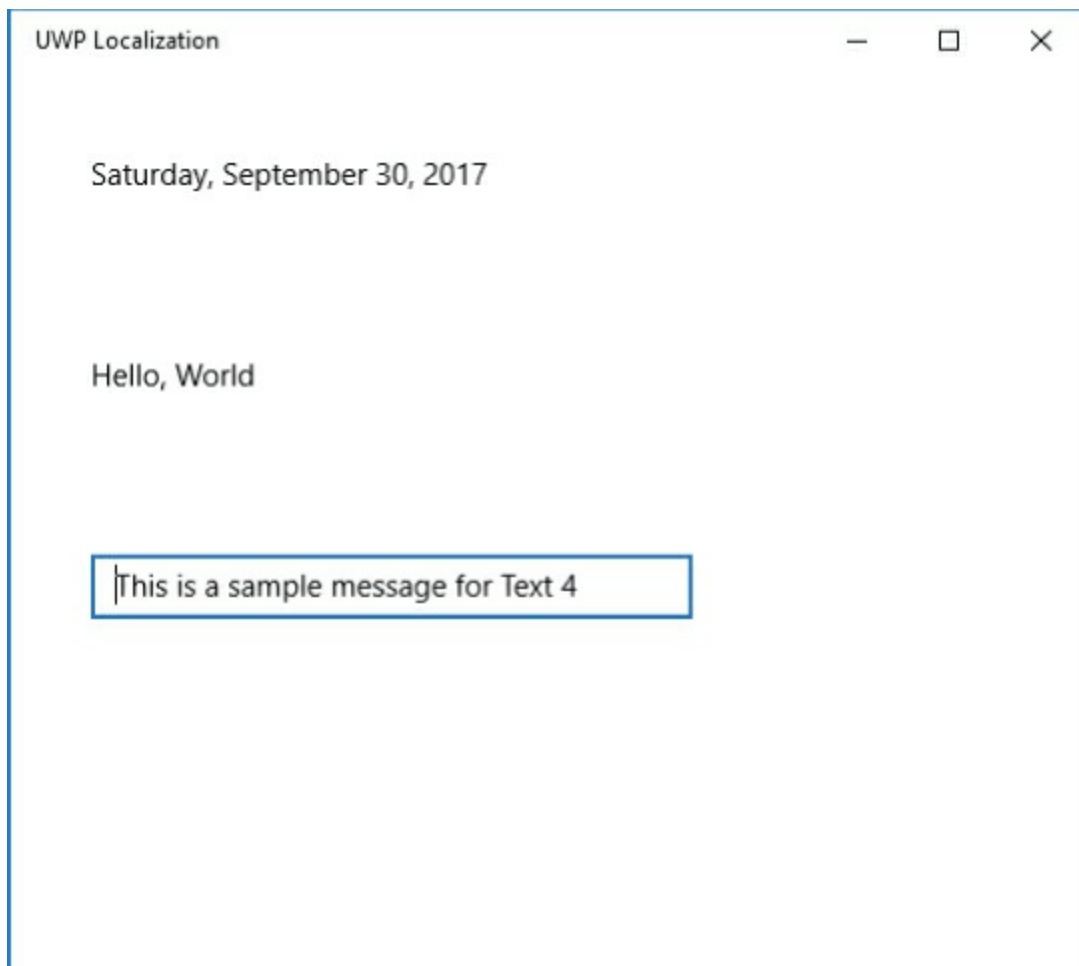 UWP Localization
Saturday, September 30, 2017
Hello, World
This is a sample message for Text 4